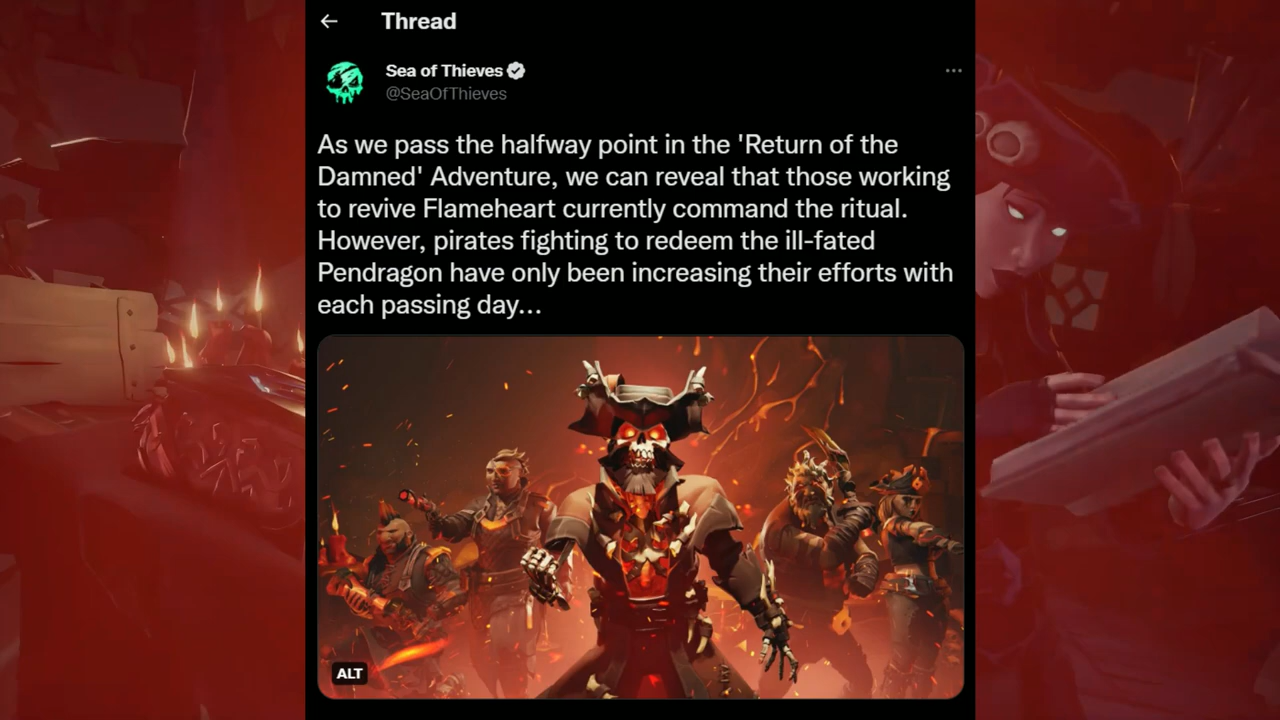 Thread
Sea of Thieves
@SeaOfThieves
As we pass the halfway point in the 'Return of the
Damned' Adventure, we can reveal that those working
to revive Flameheart currently command the ritual.
However, pirates fighting to redeem the ill-fated
Pendragon have only been increasing their efforts with
each passing day...
ALT